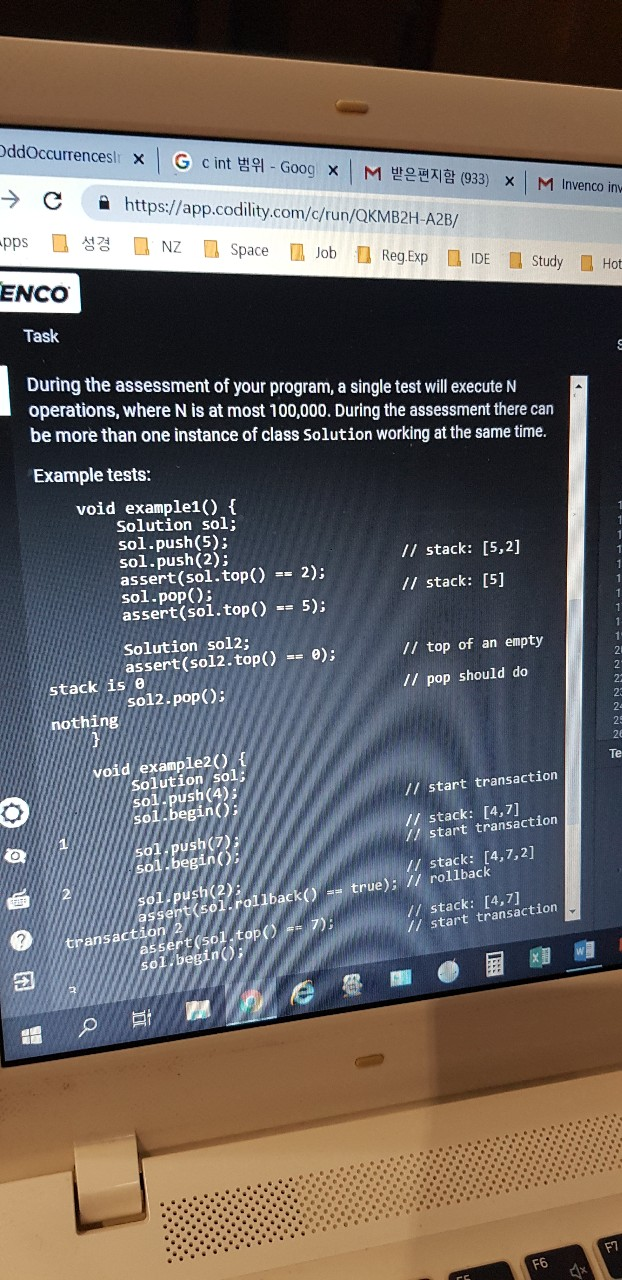 OddOccurrencesI
c int 범위 - Goog
받은편지함 (933)
Invenco inv
https://app.codility.com/c/run/QKMB2H-A2B/
Apps 성경 NZ Space Job Reg.Exp IDE Study Hot
ENCO
Task
During the assessment of your program, a single test will execute N
operations, where N is at most 100,000. During the assessment there can
be more than one instance of class Solution working at the same time.
Example tests:
void example1() {
Solution sol;
sol.push(5);
sol.push(2); // stack: [5,2]
assert(sol.top() == 2);
sol.pop(); // stack: [5]
assert(sol.top() == 5);
Solution sol2;
assert(sol2.top() == 0); // top of an empty
stack is 0
sol2.pop(); // pop should do
nothing
}
void example2() {
Solution sol;
sol.push(4);
sol.begin(); // start transaction
1
sol.push(7); // stack: [4,7]
sol.begin(); // start transaction
2
sol.push(2); // stack: [4,7,2]
assert(sol.rollback() == true); // rollback
transaction 2
assert(sol.top() == 7); // stack: [4,7]
sol.begin(); // start transaction
3
Te
F6
F7